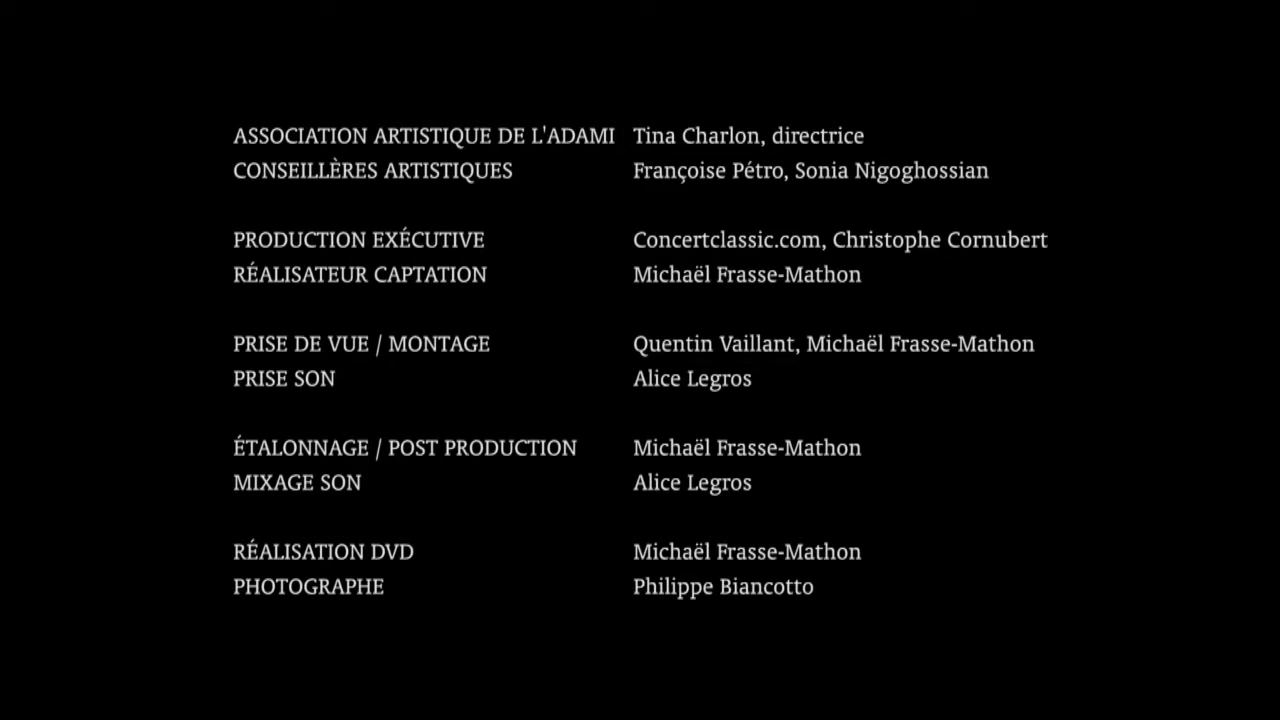 ASSOCIATION ARTISTIQUE DE L'ADAMI Tina Charlon, directrice
CONSEILLÈRES ARTISTIQUES Françoise Pétro, Sonia Nigoghossian
PRODUCTION EXÉCUTIVE Concertclassic.com, Christophe Cornubert
RÉALISATEUR CAPTATION Michaël Frasse-Mathon
PRISE DE VUE / MONTAGE Quentin Vaillant, Michaël Frasse-Mathon
PRISE SON Alice Legros
ÉTALONNAGE / POST PRODUCTION Michaël Frasse-Mathon
MIXAGE SON Alice Legros
RÉALISATION DVD Michaël Frasse-Mathon
PHOTOGRAPHE Philippe Biancotto